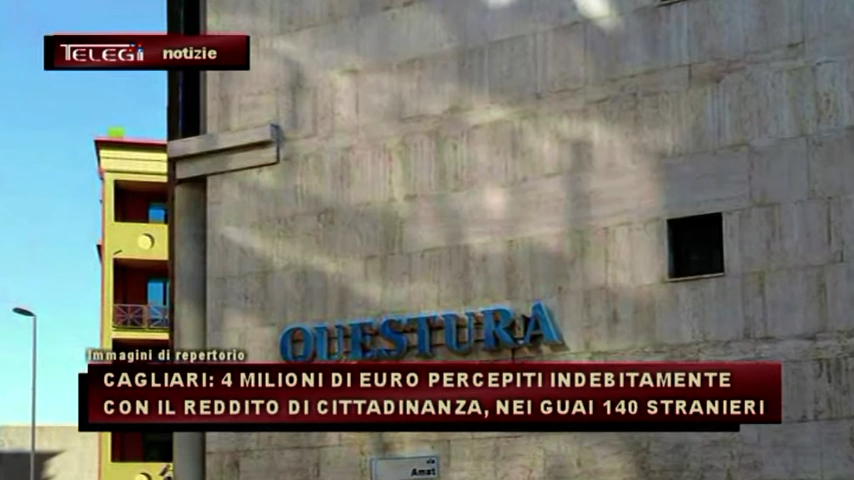 TELEGI notizie
QUESTURA
Immagini di repertorio
CAGLIARI: 4 MILIONI DI EURO PERCEPITI INDEBITAMENTE
CON IL REDDITO DI CITTADINANZA, NEI GUAI 140 STRANIERI
via
Amat